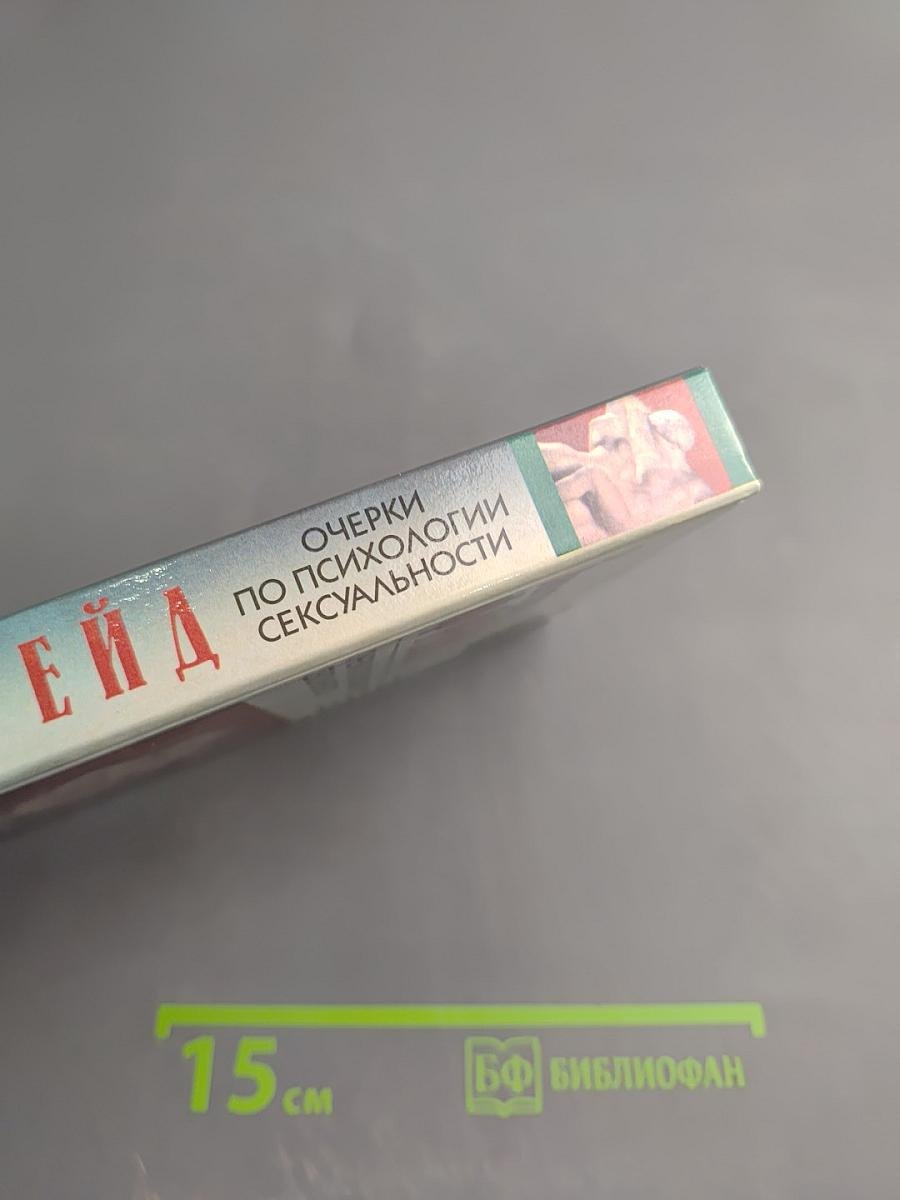 ЕЙД
ОЧЕРКИ
ПО ПСИХОЛОГИИ
СЕКСУАЛЬНОСТИ
15 см
БФ БИБЛИОФАН